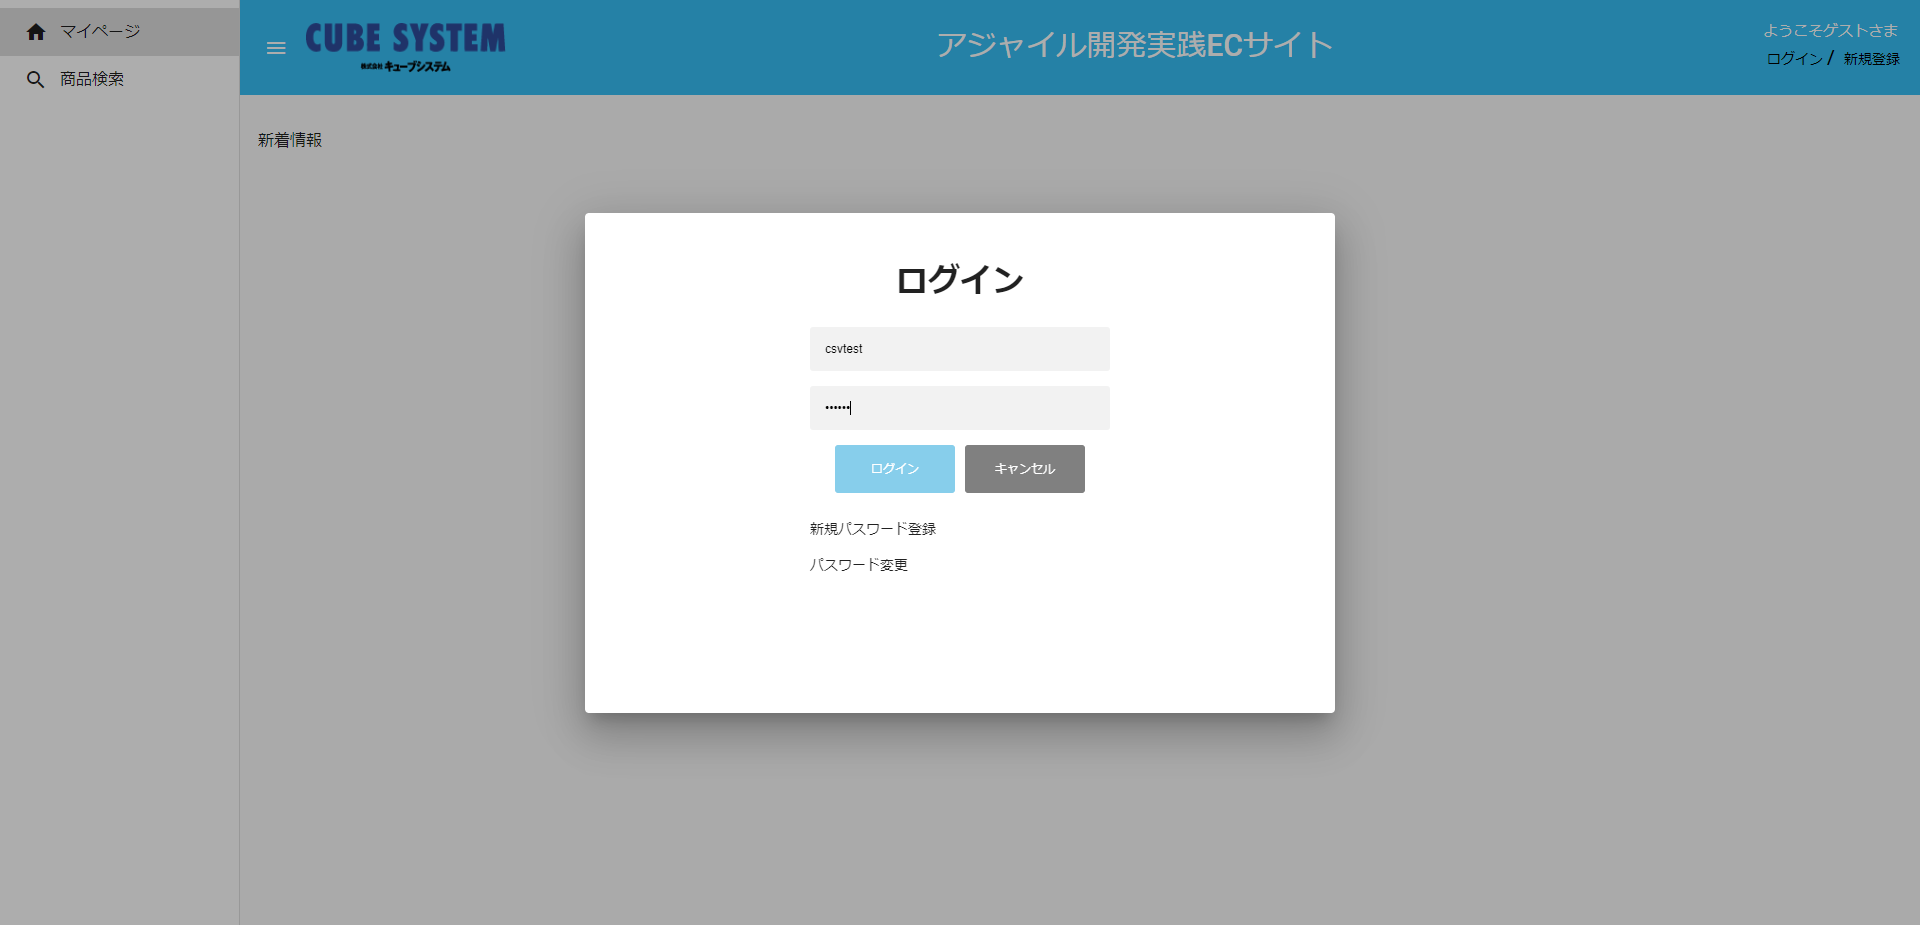 マイページ
商品検索
CUBE SYSTEM
株式会社 キューブシステム
アジャイル開発実践ECサイト
ようこそゲストさま
ログイン / 新規登録
新着情報
ログイン
csvtest
••••••
ログイン
キャンセル
新規パスワード登録
パスワード変更